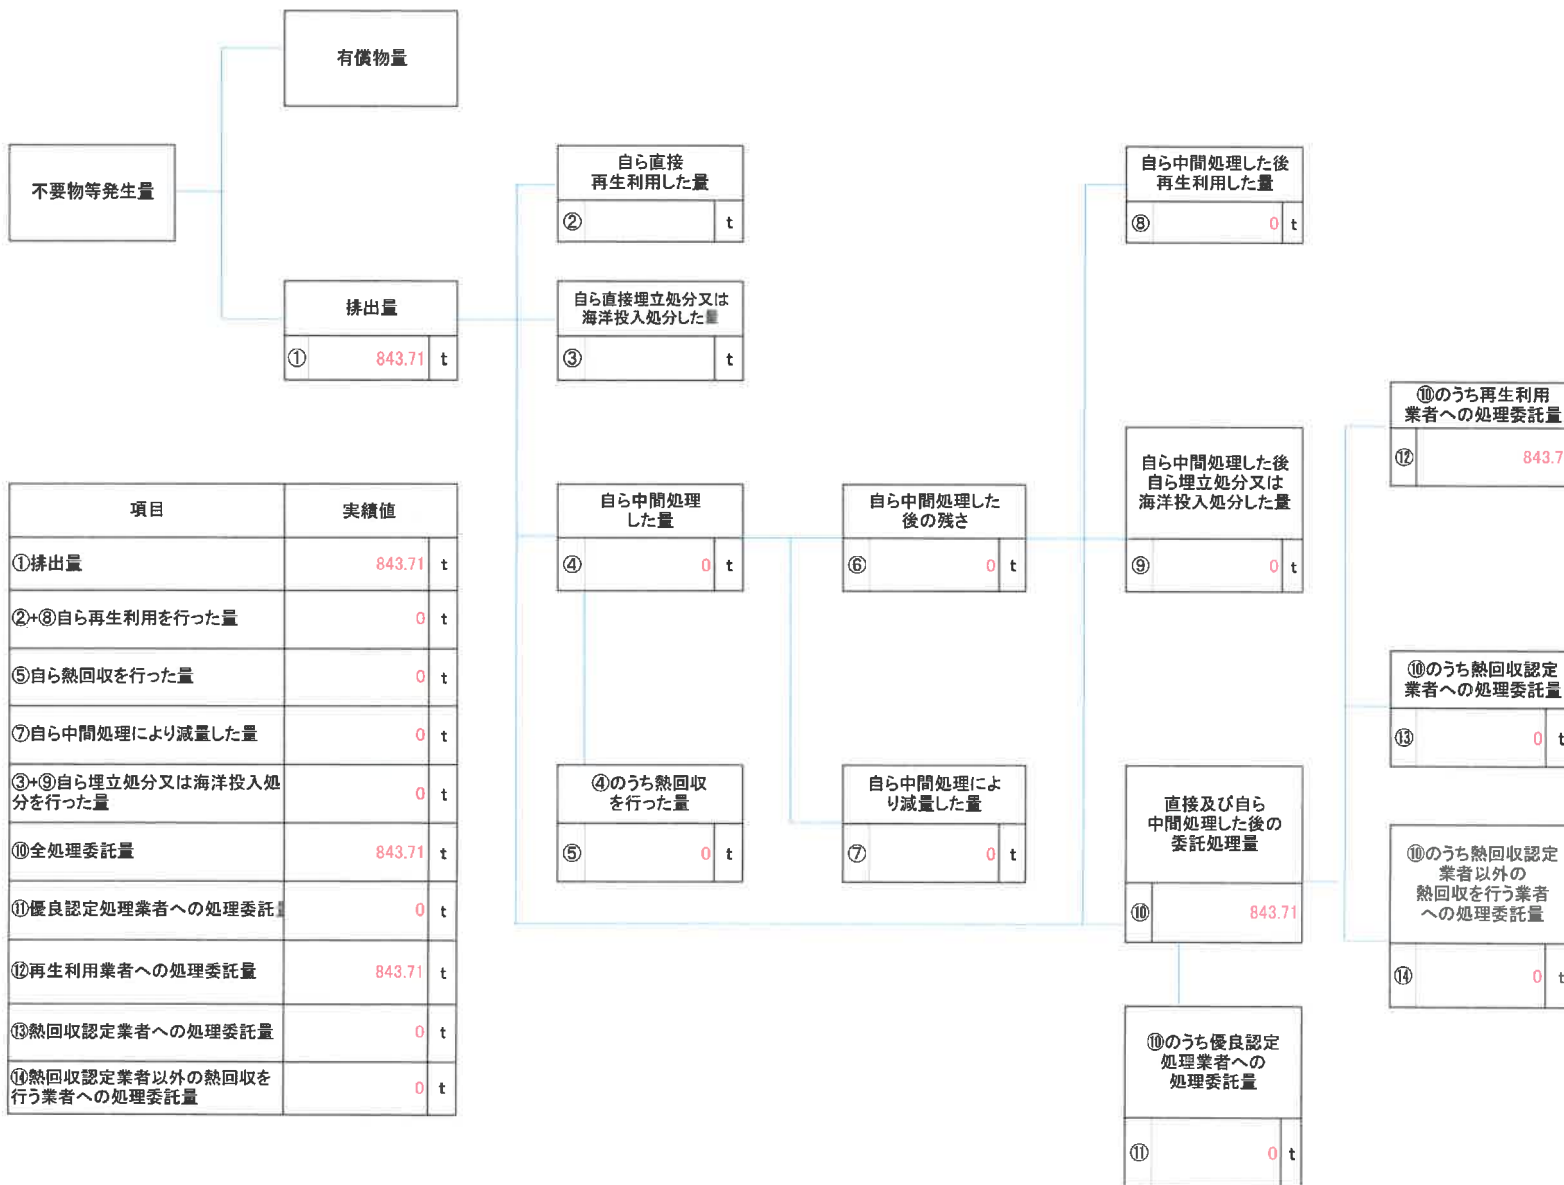 有償物量
不要物等発生量
排出量
① 843.71 t
自ら直接
再生利用した量
② t
自ら直接埋立処分又は
海洋投入処分した量
③ t
自ら中間処理
した量
④ 0 t
④のうち熱回収
を行った量
⑤ 0 t
自ら中間処理した
後の残さ
⑥ 0 t
自ら中間処理によ
り減量した量
⑦ 0 t
自ら中間処理した後
再生利用した量
⑧ 0 t
自ら中間処理した後
自ら埋立処分又は
海洋投入処分した量
⑨ 0 t
直接及び自ら
中間処理した後の
委託処理量
⑩ 843.71
⑩のうち優良認定
処理業者への
処理委託量
⑪ 0 t
⑩のうち再生利用
業者への処理委託量
⑫ 843.7
⑩のうち熱回収認定
業者への処理委託量
⑬ 0 t
⑩のうち熱回収認定
業者以外の
熱回収を行う業者
への処理委託量
⑭ 0 t
項目 実績値
①排出量 843.71 t
②+⑧自ら再生利用を行った量 0 t
⑤自ら熱回収を行った量 0 t
⑦自ら中間処理により減量した量 0 t
③+⑨自ら埋立処分又は海洋投入処
分を行った量 0 t
⑩全処理委託量 843.71 t
⑪優良認定処理業者への処理委託 0 t
⑫再生利用業者への処理委託量 843.71 t
⑬熱回収認定業者への処理委託量 0 t
⑭熱回収認定業者以外の熱回収を
行う業者への処理委託量 0 t